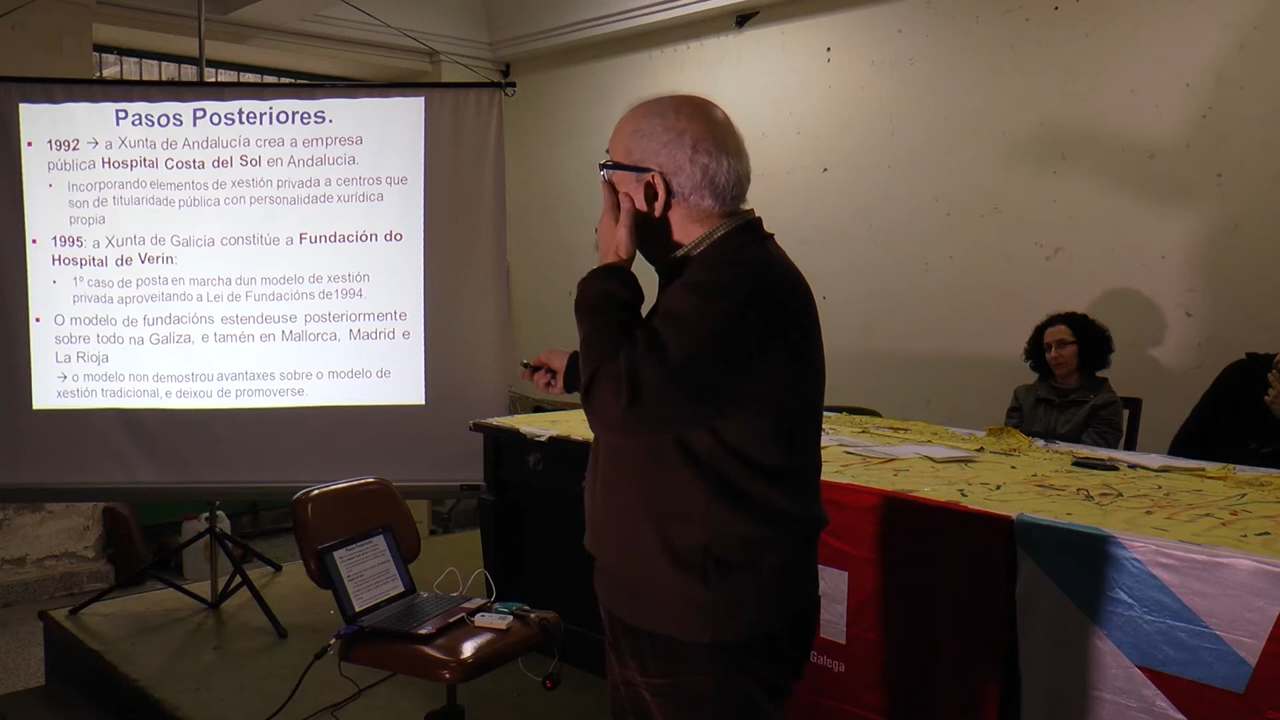 Pasos Posteriores.
▪ 1992 → a Xunta de Andalucía crea a empresa
pública Hospital Costa del Sol en Andalucia.
• Incorporando elementos de xestión privada a centros que
son de titularidade pública con personalidade xurídica
propia
▪ 1995: a Xunta de Galicia constitúe a Fundación do
Hospital de Verín:
• 1º caso de posta en marcha dun modelo de xestión
privada aproveitando a Lei de Fundacións de1994.
▪ O modelo de fundacións estendeuse posteriormente
sobre todo na Galiza, e tamén en Mallorca, Madrid e
La Rioja
→ o modelo non demostrou avantaxes sobre o modelo de
xestión tradicional, e deixou de promoverse.
Pasos Posteriores.
Galega